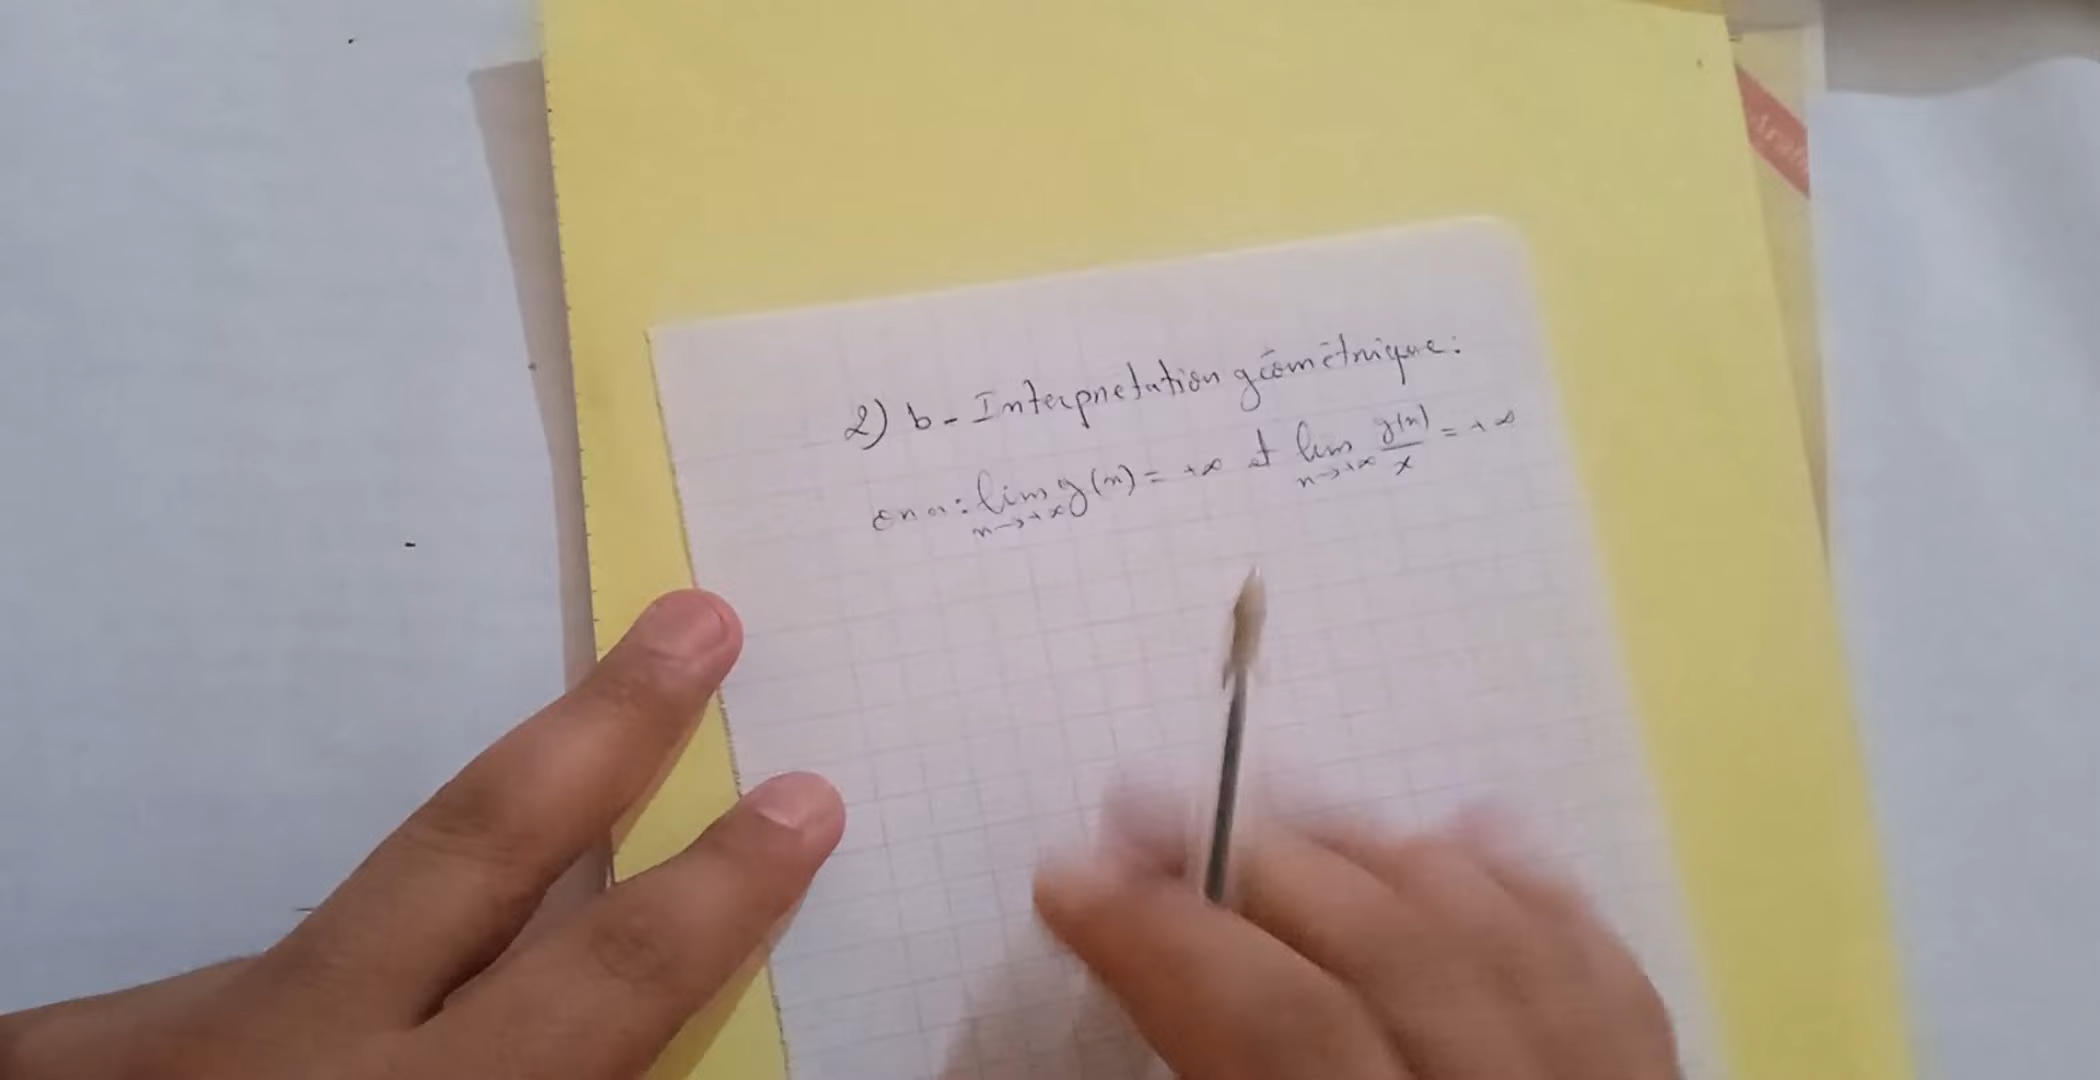 2) b - Interpretation géométrique:
on a: lim g(x) = +∞ et lim g(x)/x = +∞
x→+∞ x→+∞